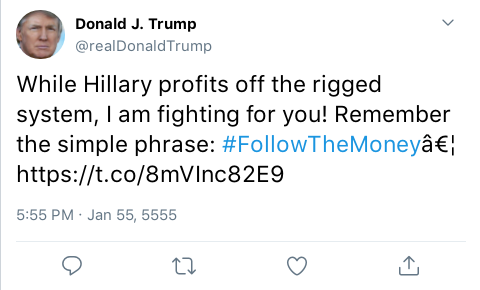 Donald J. Trump
@realDonaldTrump
While Hillary profits off the rigged
system, I am fighting for you! Remember
the simple phrase: #FollowTheMoneyâ€¦
https://t.co/8mVInc82E9
5:55 PM · Jan 55, 5555